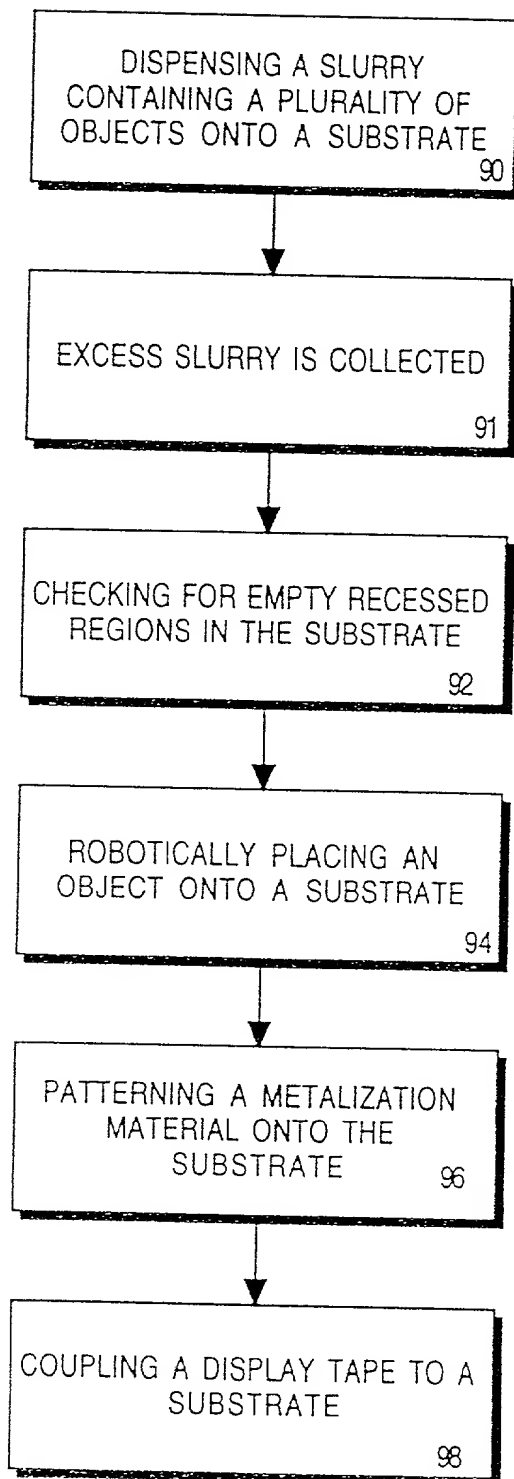 DISPENSING A SLURRY
CONTAINING A PLURALITY OF
OBJECTS ONTO A SUBSTRATE
90
EXCESS SLURRY IS COLLECTED
91
CHECKING FOR EMPTY RECESSED
REGIONS IN THE SUBSTRATE
92
ROBOTICALLY PLACING AN
OBJECT ONTO A SUBSTRATE
94
PATTERNING A METALIZATION
MATERIAL ONTO THE
SUBSTRATE
96
COUPLING A DISPLAY TAPE TO A
SUBSTRATE
98